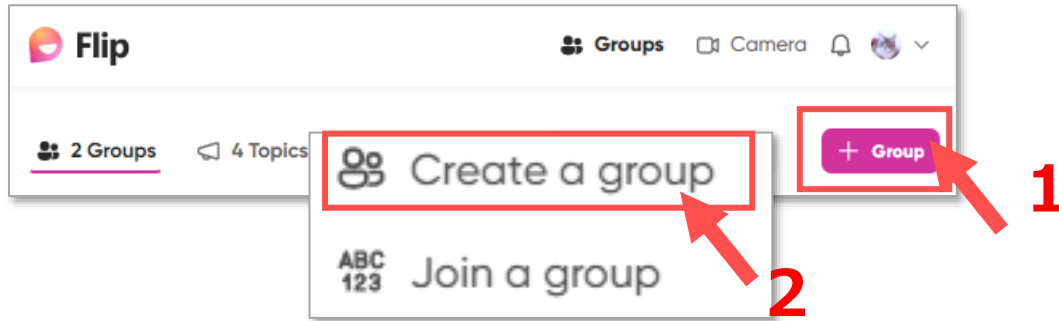 Flip
Groups Camera
2 Groups 4 Topics
+ Group
1
Create a group
ABC
123
Join a group
2